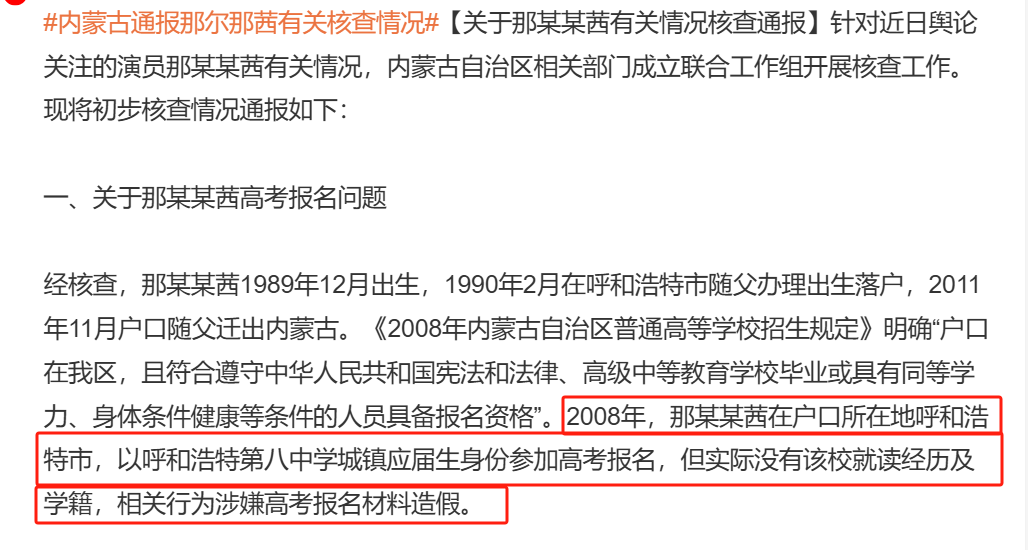 #内蒙古通报那尔那茜有关核查情况#【关于那某某茜有关情况核查通报】针对近日舆论
关注的演员那某某茜有关情况，内蒙古自治区相关部门成立联合工作组开展核查工作。
现将初步核查情况通报如下：
一、关于那某某茜高考报名问题
经核查，那某某茜1989年12月出生，1990年2月在呼和浩特市随父办理出生落户，2011
年11月户口随父迁出内蒙古。《2008年内蒙古自治区普通高等学校招生规定》明确“户口
在我区，且符合遵守中华人民共和国宪法和法律、高级中等教育学校毕业或具有同等学
力、身体条件健康等条件的人员具备报名资格”。2008年，那某某茜在户口所在地呼和浩
特市，以呼和浩特第八中学城镇应届生身份参加高考报名，但实际没有该校就读经历及
学籍，相关行为涉嫌高考报名材料造假。